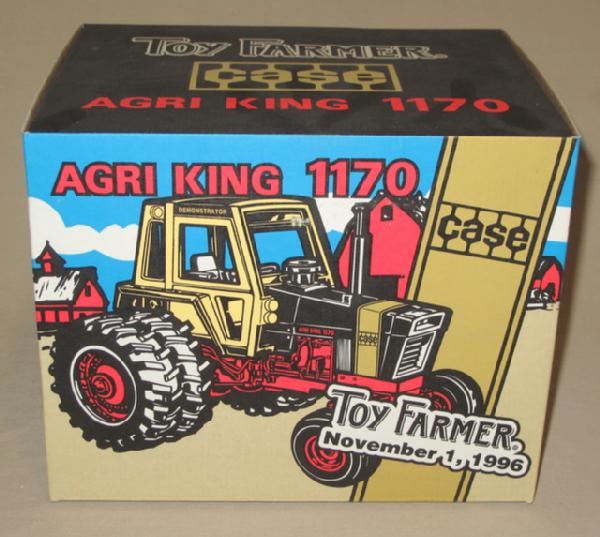 TOY FARMER®
case
AGRI KING 1170
AGRI KING 1170
DEMONSTRATOR
case
AGRI KING 1170
case
TOY FARMER®
November 1, 1996